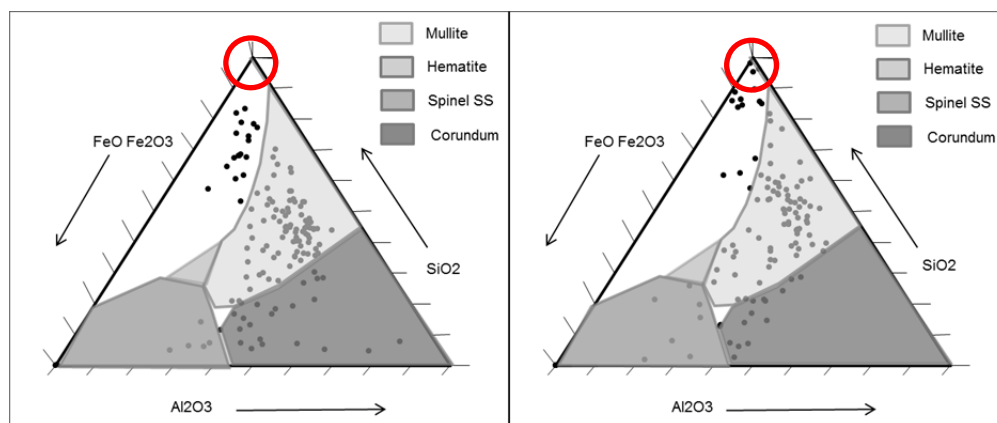 Mullite
Hematite
Spinel SS
Corundum
FeO Fe2O3
SiO2
Al2O3
Mullite
Hematite
Spinel SS
Corundum
FeO Fe2O3
SiO2
Al2O3